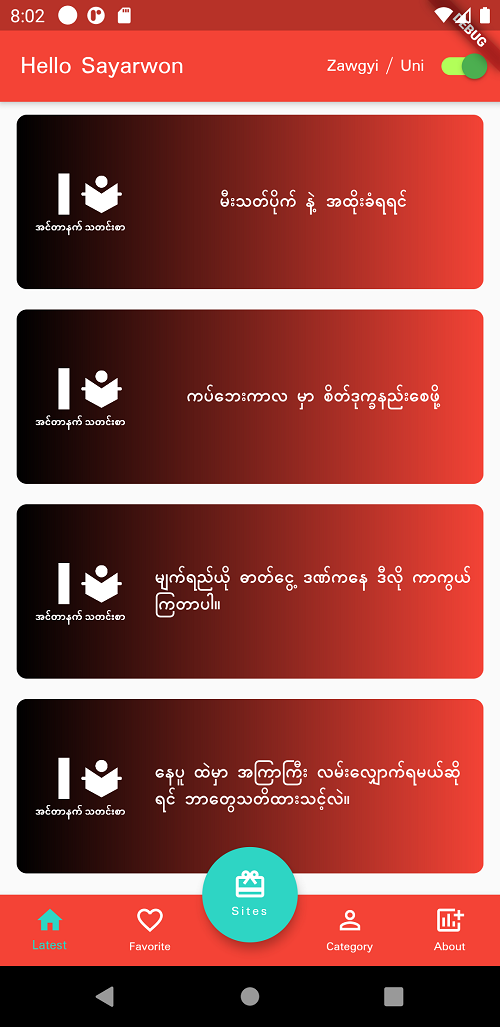 8:02
DEBUG
Hello Sayarwon
Zawgyi / Uni
အင်တာနက် သတင်းစာ
မီးသတ်ပိုက် နဲ့ အထိုးခံရရင်
အင်တာနက် သတင်းစာ
ကပ်ဘေးကာလ မှာ စိတ်ဒုက္ခနည်းစေဖို့
အင်တာနက် သတင်းစာ
မျက်ရည်ယို ဓာတ်ငွေ့ ဒဏ်ကနေ ဒီလို ကာကွယ်
ကြတာပါ။
အင်တာနက် သတင်းစာ
နေပူ ထဲမှာ အကြာကြီး လမ်းလျှောက်ရမယ်ဆို
ရင် ဘာတွေသတိထားသင့်လဲ။
Sites
Latest
Favorite
Category
About